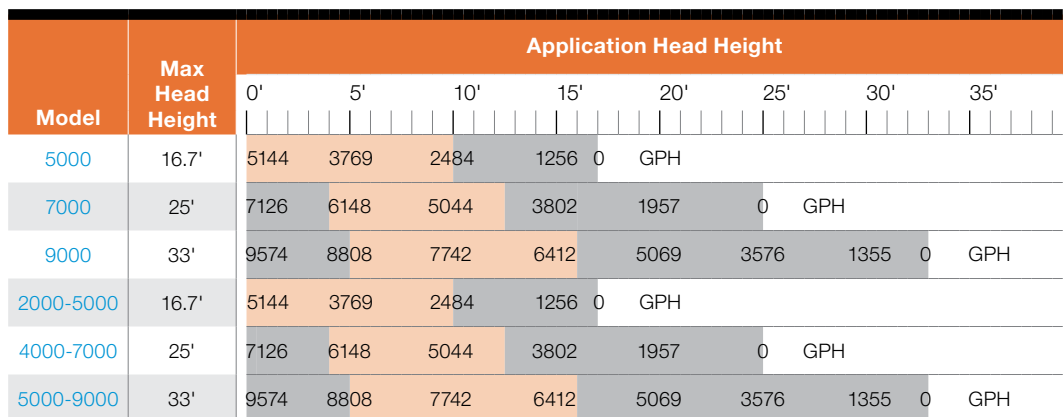 Application Head Height
Model Max Head Height
0' 5' 10' 15' 20' 25' 30' 35'
5000 16.7' 5144 3769 2484 1256 0 GPH
7000 25' 7126 6148 5044 3802 1957 0 GPH
9000 33' 9574 8808 7742 6412 5069 3576 1355 0 GPH
2000-5000 16.7' 5144 3769 2484 1256 0 GPH
4000-7000 25' 7126 6148 5044 3802 1957 0 GPH
5000-9000 33' 9574 8808 7742 6412 5069 3576 1355 0 GPH